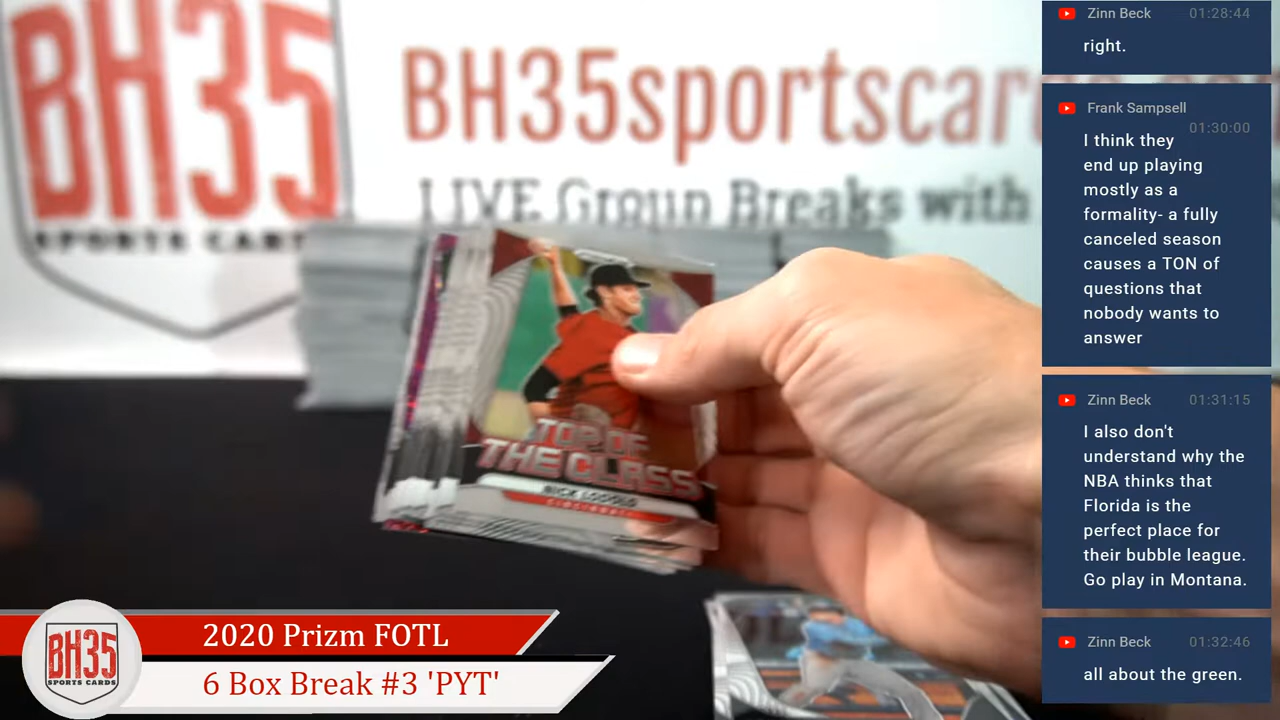 BH35
SPORTS CARDS
BH35sportscar
LIVE Group Breaks with
TOP OF
THE CLASS
NICK LODOLO
CINCINNATI
BH35
SPORTS CARDS
2020 Prizm FOTL
6 Box Break #3 'PYT'
Zinn Beck 01:28:44
right.
Frank Sampsell
01:30:00
I think they
end up playing
mostly as a
formality- a fully
canceled season
causes a TON of
questions that
nobody wants to
answer
Zinn Beck 01:31:15
I also don't
understand why the
NBA thinks that
Florida is the
perfect place for
their bubble league.
Go play in Montana.
Zinn Beck 01:32:46
all about the green.